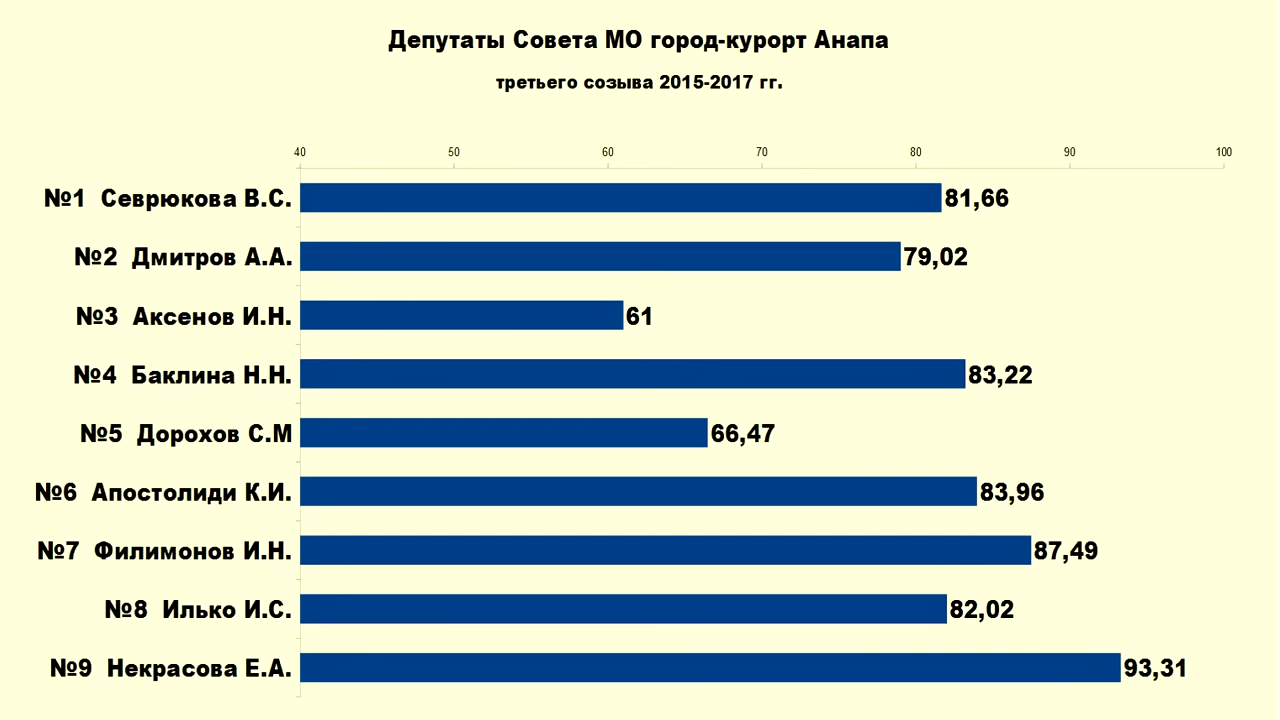 Депутаты Совета МО город-курорт Анапа
третьего созыва 2015-2017 гг.
40 50 60 70 80 90 100
№1 Севрюкова В.С. 81,66
№2 Дмитров А.А. 79,02
№3 Аксенов И.Н. 61
№4 Баклина Н.Н. 83,22
№5 Дорохов С.М 66,47
№6 Апостолиди К.И. 83,96
№7 Филимонов И.Н. 87,49
№8 Илько И.С. 82,02
№9 Некрасова Е.А. 93,31